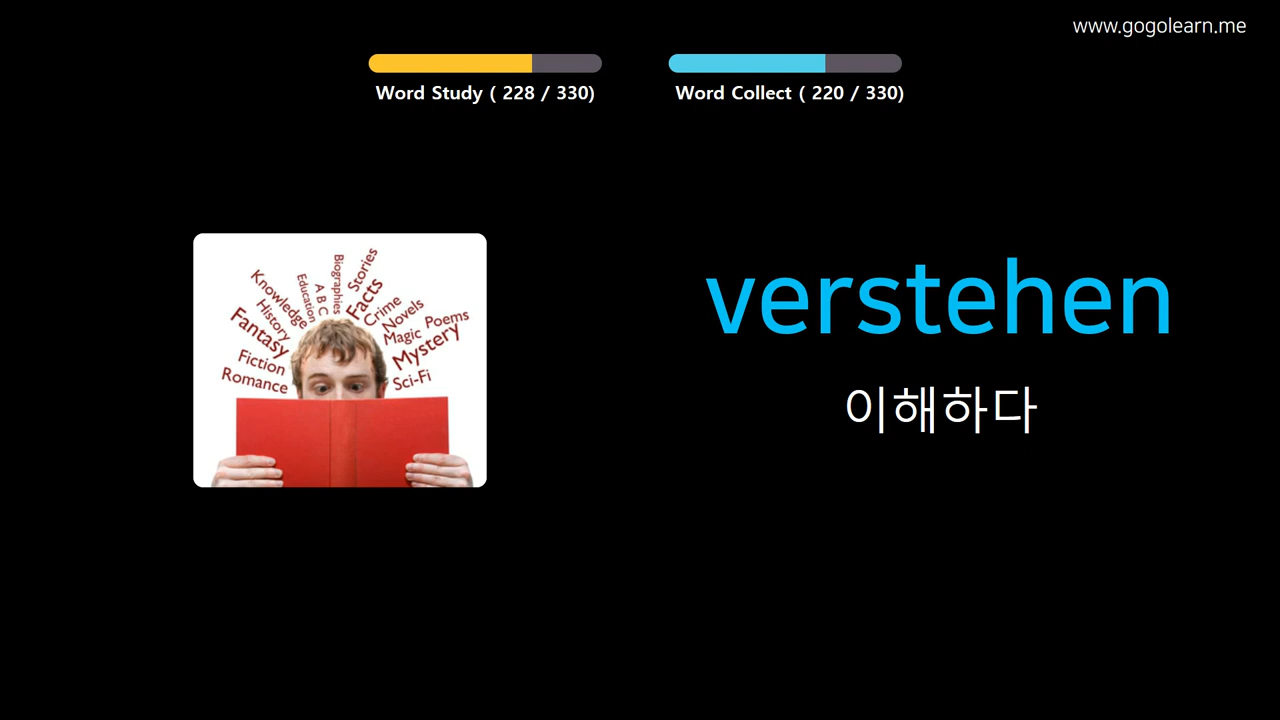 www.gogolearn.me
Word Study ( 228 / 330)
Word Collect ( 220 / 330)
verstehen
이해하다
Knowledge
History
Fantasy
Fiction
Romance
Education
A B C
Biographies
Stories
Facts
Crime
Novels
Magic
Poems
Mystery
Sci-Fi